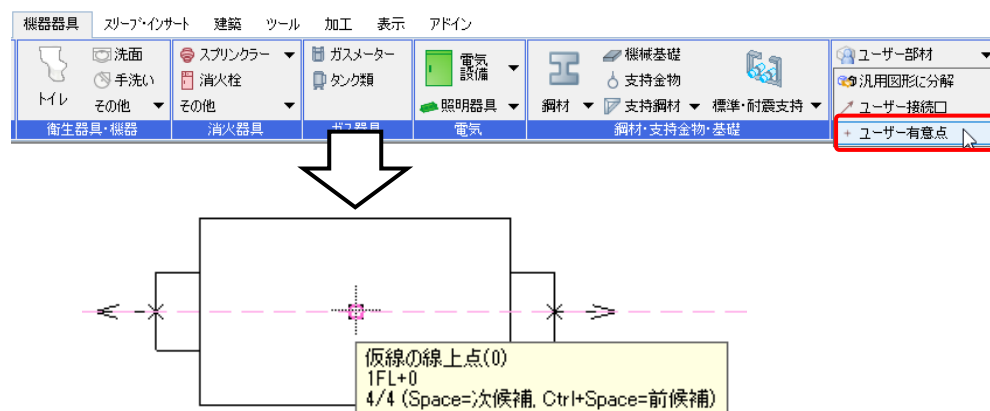 機器器具 スリーブ・インサート 建築 ツール 加工 表示 アドイン
トイレ
洗面
手洗い
その他
衛生器具・機器
スプリンクラー
消火栓
その他
消火器具
ガスメーター
タンク類
ガス器具
電気
設備
照明器具
電気
鋼材
機械基礎
支持金物
支持鋼材
標準・耐震支持
鋼材・支持金物・基礎
ユーザー部材
汎用図形に分解
ユーザー接続口
ユーザー有意点
仮線の線上点(0)
1FL+0
4/4 (Space=次候補, Ctrl+Space=前候補)